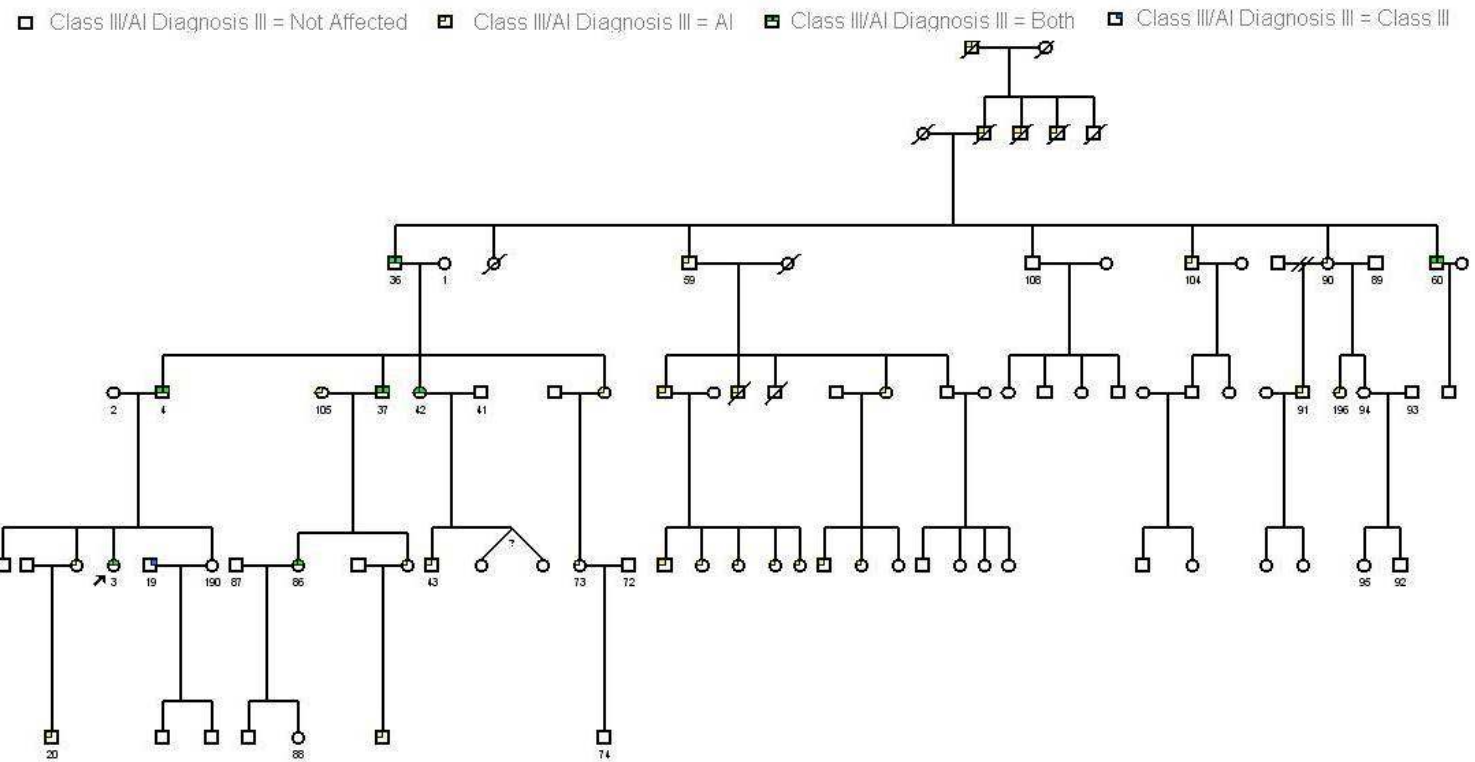 Class III/AI Diagnosis III = Not Affected Class III/AI Diagnosis III = AI Class III/AI Diagnosis III = Both Class III/AI Diagnosis III = Class III
36 1 59 108 104 90 89 60
2 4 105 37 42 41 91 196 94 93
?
3 19 190 87 86 43 73 72 95 92
20 88 74